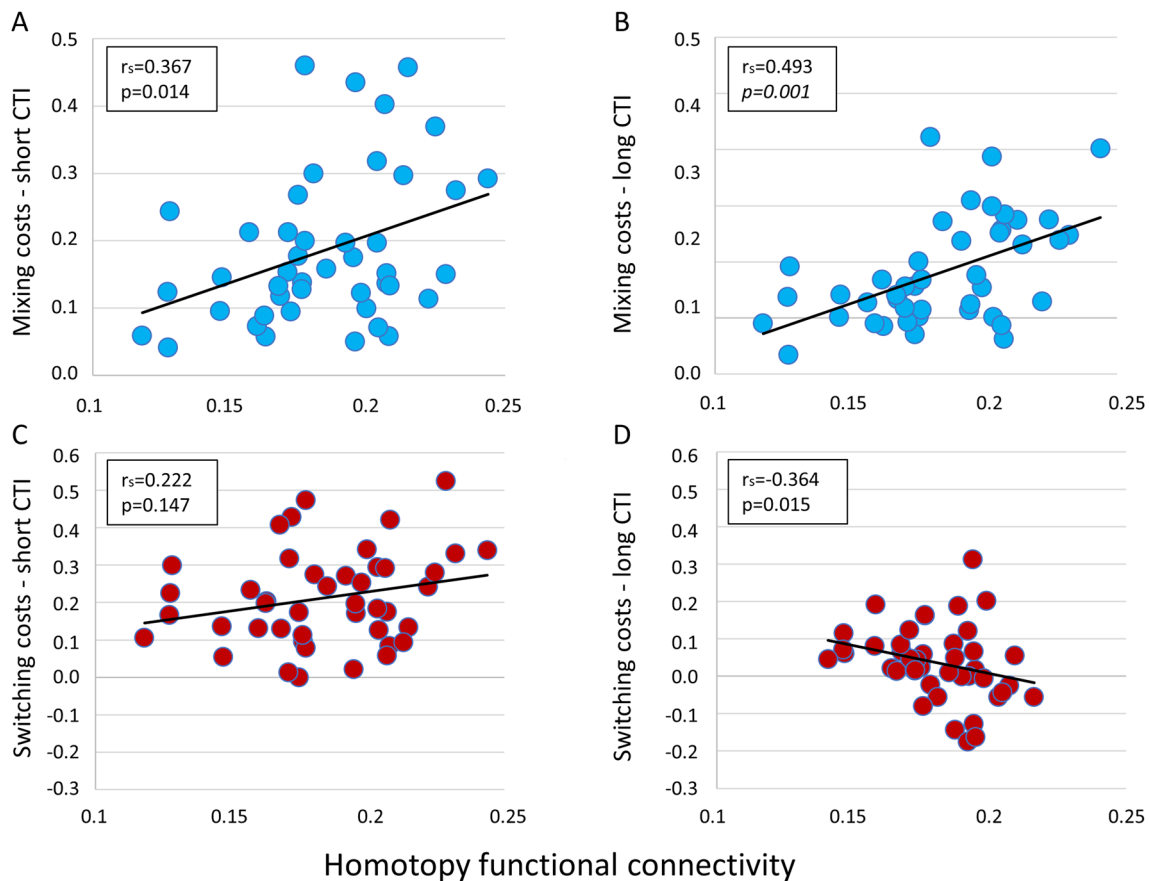 A
Mixing costs - short CTI
0.5
0.4
0.3
0.2
0.1
0.0
rs=0.367
p=0.014
0.1 0.15 0.2 0.25
B
Mixing costs - long CTI
0.5
0.4
0.3
0.2
0.1
0.0
rs=0.493
p=0.001
0.1 0.15 0.2 0.25
C
Switching costs - short CTI
0.6
0.5
0.4
0.3
0.2
0.1
0.0
-0.1
-0.2
-0.3
rs=0.222
p=0.147
0.1 0.15 0.2 0.25
D
Switching costs - long CTI
0.6
0.5
0.4
0.3
0.2
0.1
0.0
-0.1
-0.2
-0.3
rs=-0.364
p=0.015
0.1 0.15 0.2 0.25
Homotopy functional connectivity